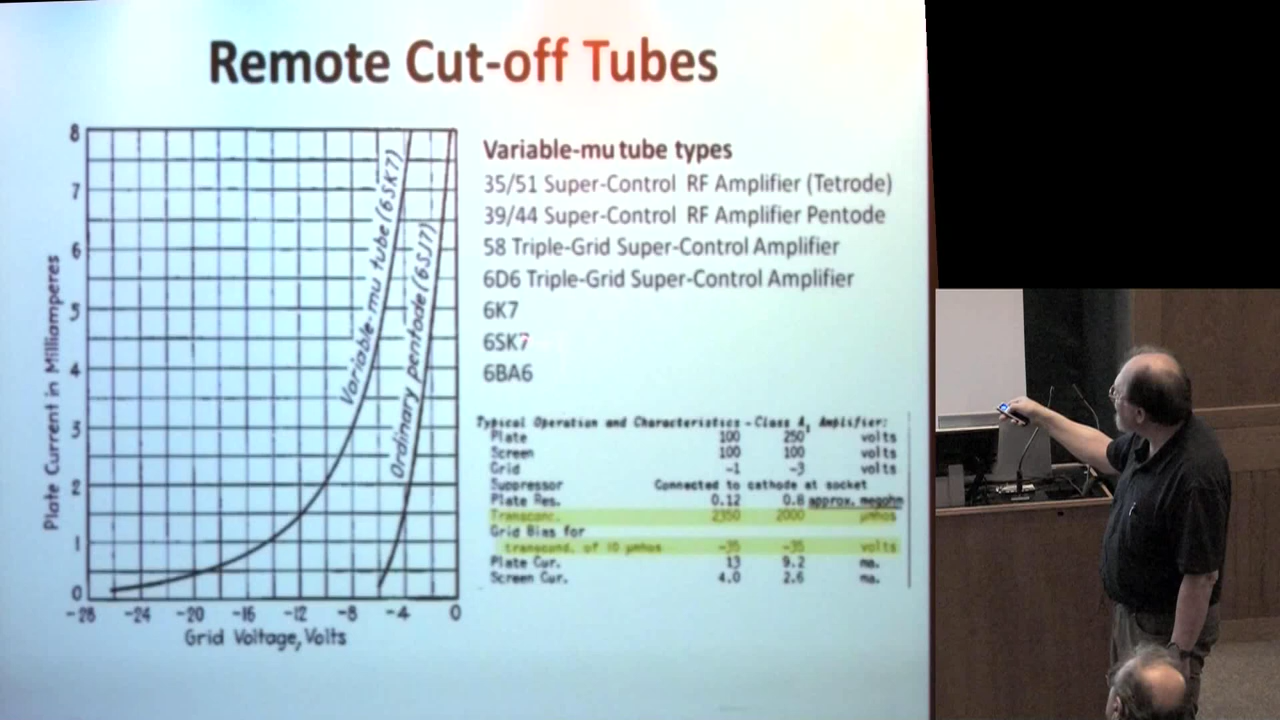 Remote Cut-off Tubes
8
7
6
5
4
3
2
1
0
-28 -24 -20 -16 -12 -8 -4 0
Plate Current in Milliamperes
Grid Voltage, Volts
Variable-mu tube (6SK7)
Ordinary pentode (6SJ7)
Variable-mu tube types
35/51 Super-Control RF Amplifier (Tetrode)
39/44 Super-Control RF Amplifier Pentode
58 Triple-Grid Super-Control Amplifier
6D6 Triple-Grid Super-Control Amplifier
6K7
6SK7
6BA6
Typical Operation and Characteristics - Class A1 Amplifier:
Plate 100 250 volts
Screen 100 100 volts
Grid -1 -3 volts
Suppressor Connected to cathode at socket
Plate Res. 0.12 0.8 approx. megohm
Transconc. 2350 2000 µmhos
Grid Bias for
transcond. of 10 µmhos -35 -35 volts
Plate Cur. 13 9.2 ma.
Screen Cur. 4.0 2.6 ma.